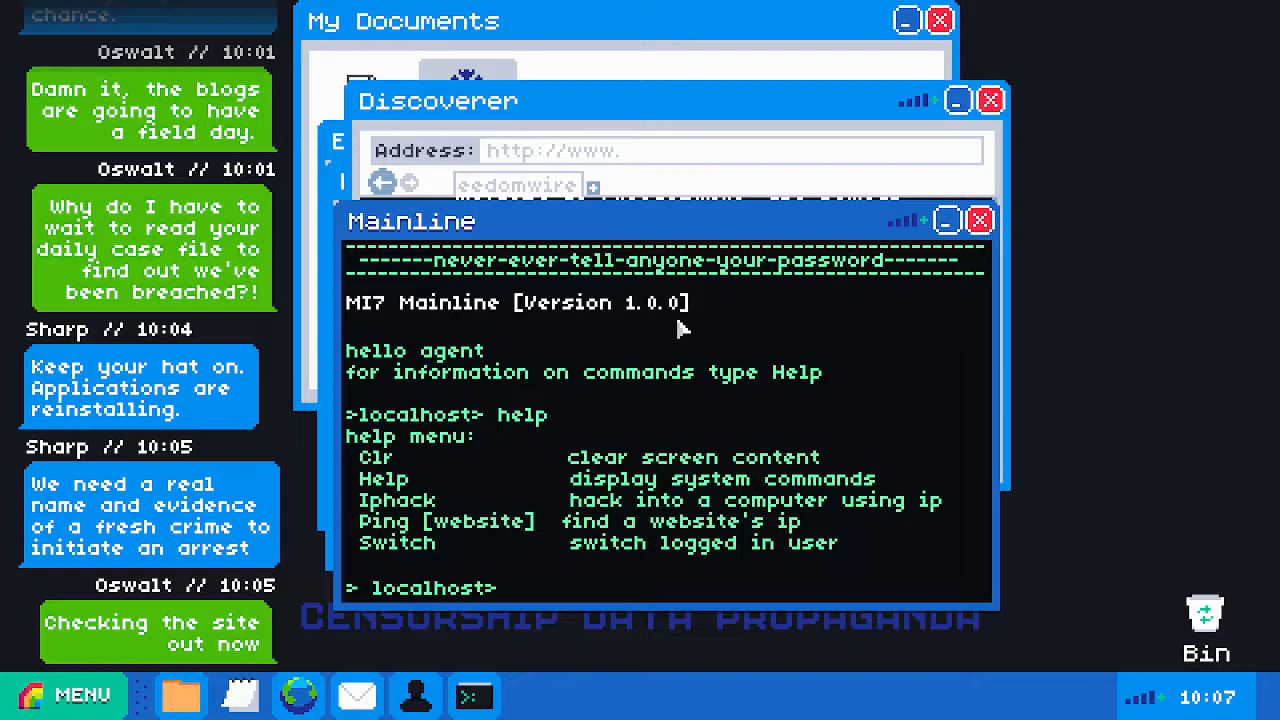 chance.
Oswalt // 10:01
Damn it, the blogs
are going to have
a field day.
Oswalt // 10:01
Why do I have to
wait to read your
daily case file to
find out we've
been breached?!
Sharp // 10:04
Keep your hat on.
Applications are
reinstalling.
Sharp // 10:05
We need a real
name and evidence
of a fresh crime to
initiate an arrest
Oswalt // 10:05
Checking the site
out now
My Documents
Discoverer
E
Address: http://www.
eedomwire
Mainline
-------never-ever-tell-anyone-your-password-------
MI7 Mainline [Version 1.0.0]
hello agent
for information on commands type Help
>localhost> help
help menu:
Clr clear screen content
Help display system commands
Iphack hack into a computer using ip
Ping [website] find a website's ip
Switch switch logged in user
> localhost>
CENSORSHIP DATA PROPAGANDA
Bin
MENU
10:07